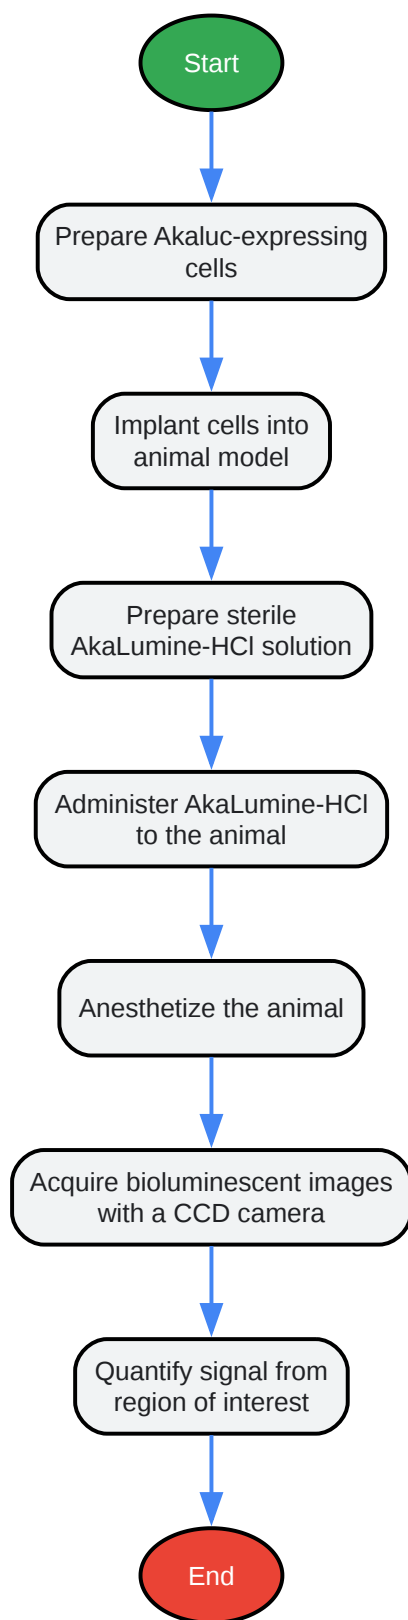 Start
Prepare Akaluc-expressing
cells
Implant cells into
animal model
Prepare sterile
AkaLumine-HCl solution
Administer AkaLumine-HCl
to the animal
Anesthetize the animal
Acquire bioluminescent images
with a CCD camera
Quantify signal from
region of interest
End